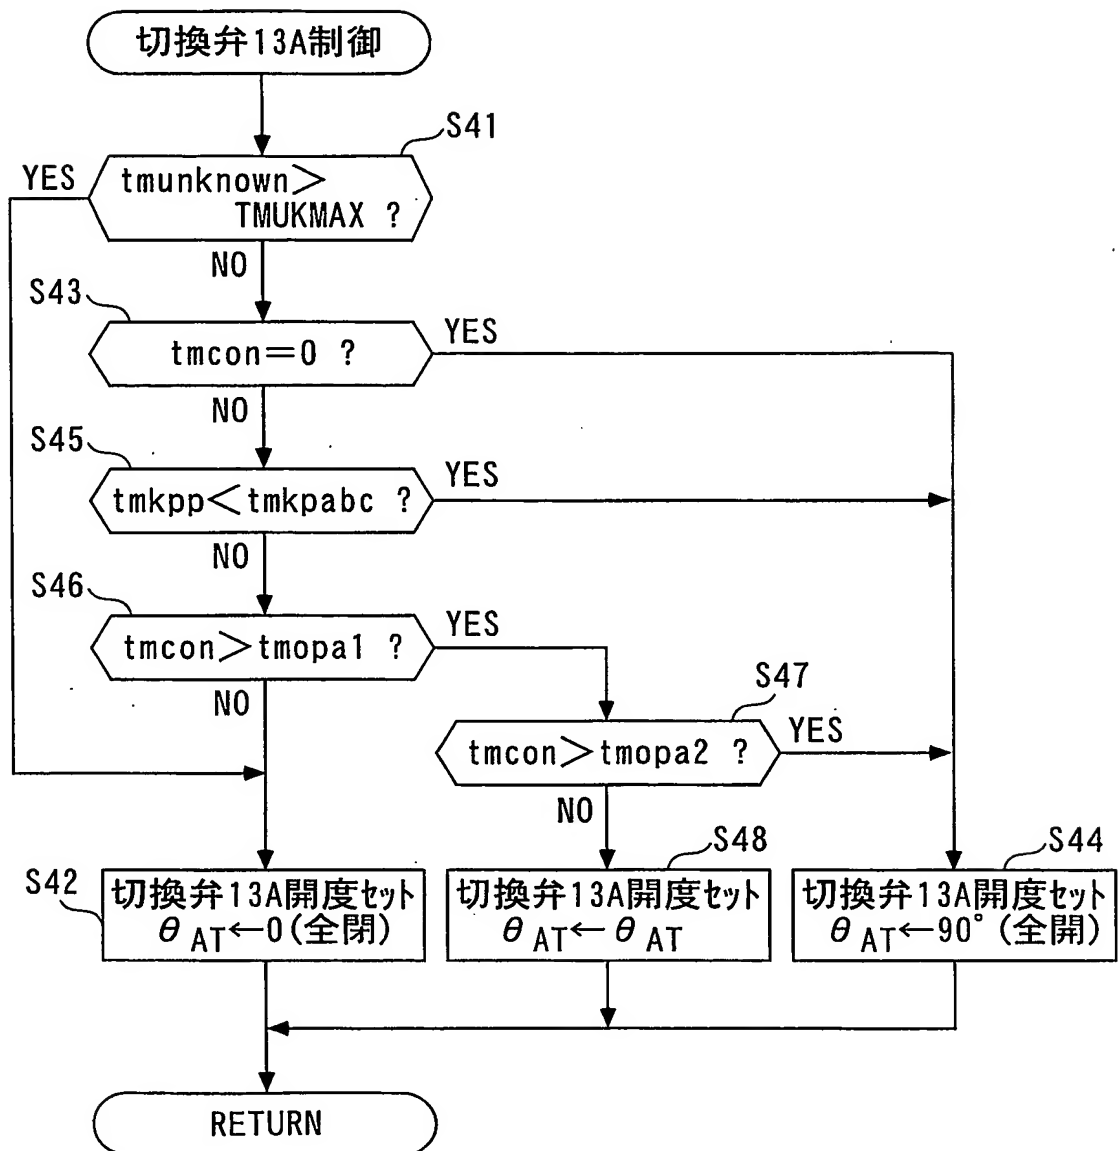 切換弁13A制御
S41
YES
tmunknown＞
TMUKMAX ?
NO
S43
YES
tmcon＝0 ?
NO
S45
YES
tmkpp＜tmkpabc ?
NO
S46
YES
tmcon＞tmopa1 ?
NO
S47
YES
tmcon＞tmopa2 ?
NO
S42
切換弁13A開度セット
θAT←0(全閉)
S48
切換弁13A開度セット
θAT←θAT
S44
切換弁13A開度セット
θAT←90°(全開)
RETURN